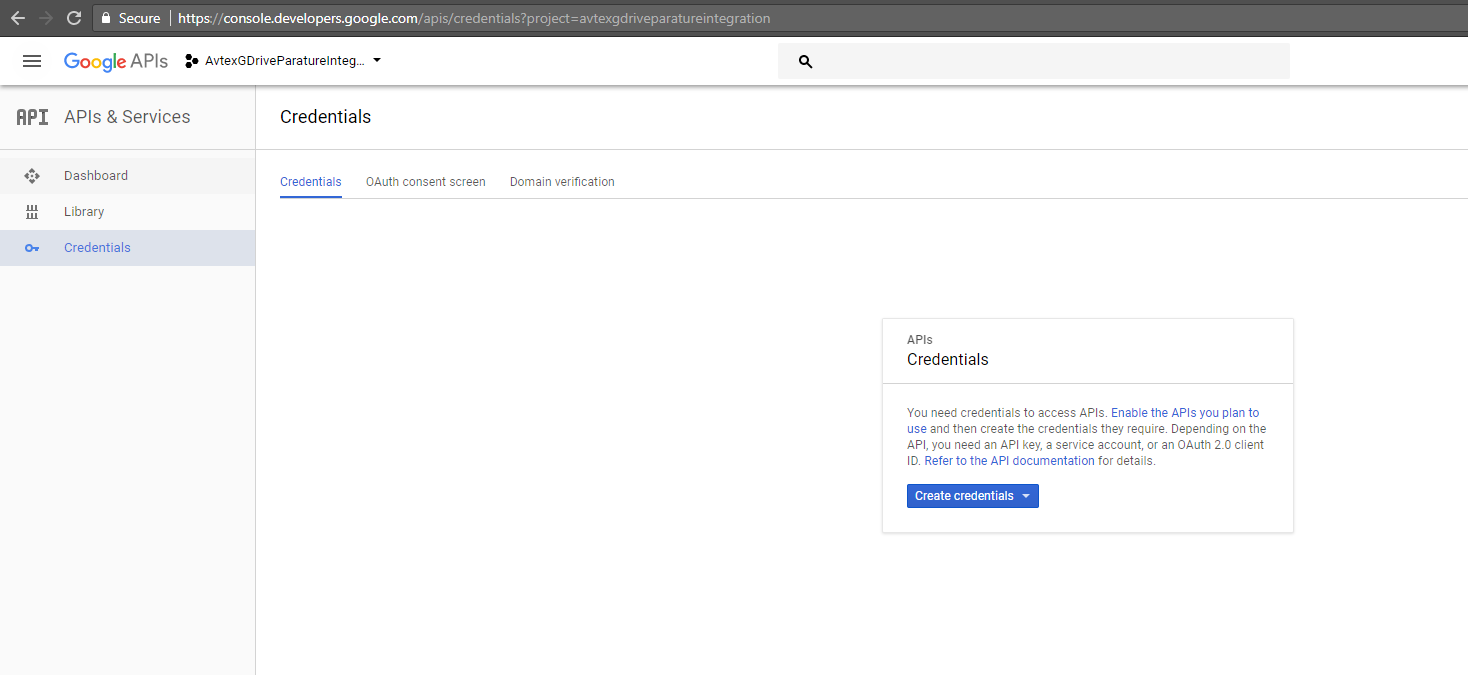 Secure https://console.developers.google.com/apis/credentials?project=avtexgdriveparatureintegration
Google APIs AvtexGDriveParatureInteg...
API APIs & Services
Credentials
Dashboard
Library
Credentials
Credentials OAuth consent screen Domain verification
APIs
Credentials
You need credentials to access APIs. Enable the APIs you plan to
use and then create the credentials they require. Depending on the
API, you need an API key, a service account, or an OAuth 2.0 client
ID. Refer to the API documentation for details.
Create credentials